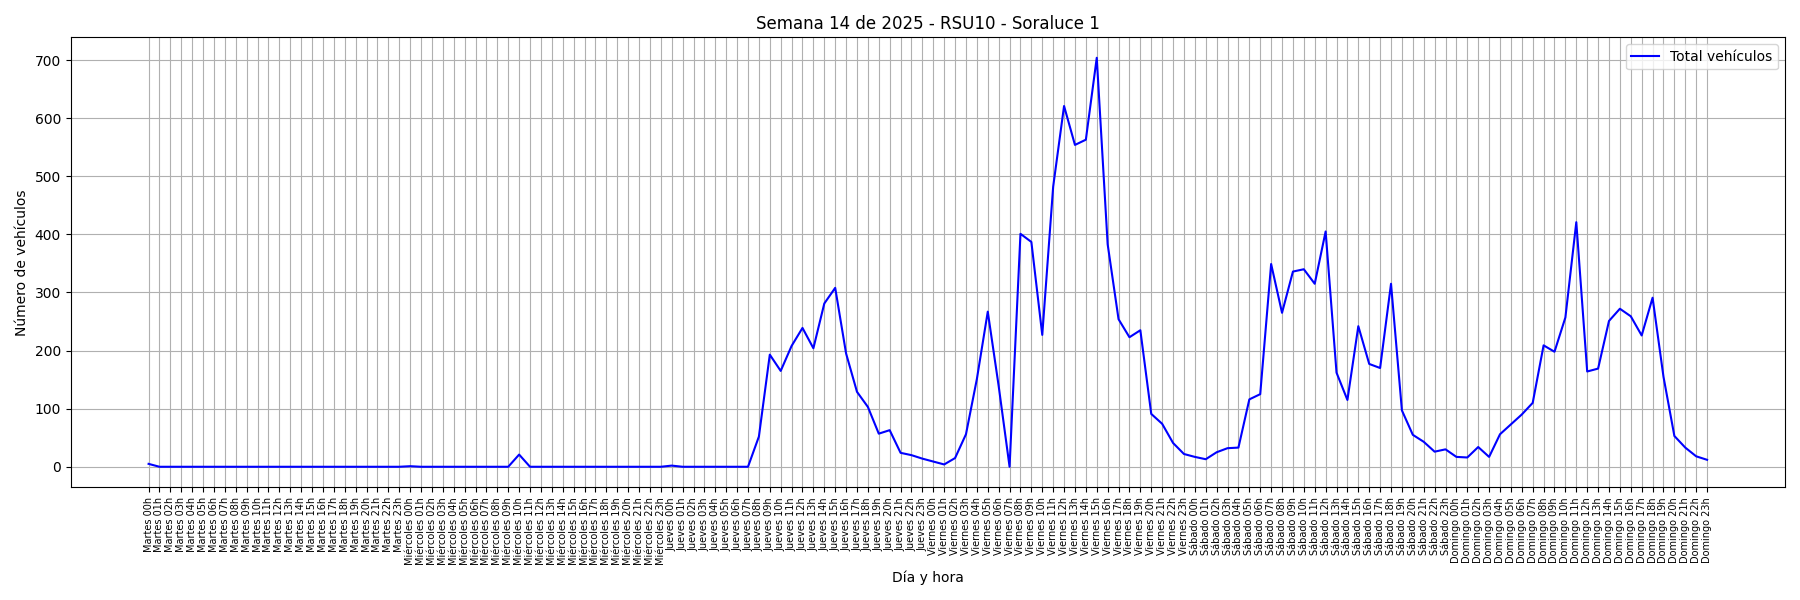 Semana 14 de 2025 - RSU10 - Soraluce 1
Total vehículos
Número de vehículos
700
600
500
400
300
200
100
0
Martes 00h
Martes 01h
Martes 02h
Martes 03h
Martes 04h
Martes 05h
Martes 06h
Martes 07h
Martes 08h
Martes 09h
Martes 10h
Martes 11h
Martes 12h
Martes 13h
Martes 14h
Martes 15h
Martes 16h
Martes 17h
Martes 18h
Martes 19h
Martes 20h
Martes 21h
Martes 22h
Martes 23h
Miércoles 00h
Miércoles 01h
Miércoles 02h
Miércoles 03h
Miércoles 04h
Miércoles 05h
Miércoles 06h
Miércoles 07h
Miércoles 08h
Miércoles 09h
Miércoles 10h
Miércoles 11h
Miércoles 12h
Miércoles 13h
Miércoles 14h
Miércoles 15h
Miércoles 16h
Miércoles 17h
Miércoles 18h
Miércoles 19h
Miércoles 20h
Miércoles 21h
Miércoles 22h
Miércoles 23h
Jueves 00h
Jueves 01h
Jueves 02h
Jueves 03h
Jueves 04h
Jueves 05h
Jueves 06h
Jueves 07h
Jueves 08h
Jueves 09h
Jueves 10h
Jueves 11h
Jueves 12h
Jueves 13h
Jueves 14h
Jueves 15h
Jueves 16h
Jueves 17h
Jueves 18h
Jueves 19h
Jueves 20h
Jueves 21h
Jueves 22h
Jueves 23h
Viernes 00h
Viernes 01h
Viernes 02h
Viernes 03h
Viernes 04h
Viernes 05h
Viernes 06h
Viernes 07h
Viernes 08h
Viernes 09h
Viernes 10h
Viernes 11h
Viernes 12h
Viernes 13h
Viernes 14h
Viernes 15h
Viernes 16h
Viernes 17h
Viernes 18h
Viernes 19h
Viernes 20h
Viernes 21h
Viernes 22h
Viernes 23h
Sábado 00h
Sábado 01h
Sábado 02h
Sábado 03h
Sábado 04h
Sábado 05h
Sábado 06h
Sábado 07h
Sábado 08h
Sábado 09h
Sábado 10h
Sábado 11h
Sábado 12h
Sábado 13h
Sábado 14h
Sábado 15h
Sábado 16h
Sábado 17h
Sábado 18h
Sábado 19h
Sábado 20h
Sábado 21h
Sábado 22h
Sábado 23h
Domingo 00h
Domingo 01h
Domingo 02h
Domingo 03h
Domingo 04h
Domingo 05h
Domingo 06h
Domingo 07h
Domingo 08h
Domingo 09h
Domingo 10h
Domingo 11h
Domingo 12h
Domingo 13h
Domingo 14h
Domingo 15h
Domingo 16h
Domingo 17h
Domingo 18h
Domingo 19h
Domingo 20h
Domingo 21h
Domingo 22h
Domingo 23h
Día y hora